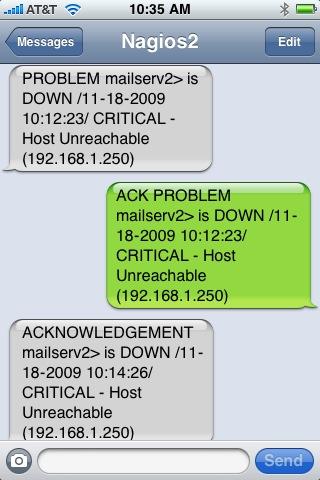 AT&T 10:35 AM
Messages Nagios2 Edit
PROBLEM mailserv2> is
DOWN /11-18-2009
10:12:23/ CRITICAL -
Host Unreachable
(192.168.1.250)
ACK PROBLEM
mailserv2> is DOWN /11-
18-2009 10:12:23/
CRITICAL - Host
Unreachable
(192.168.1.250)
ACKNOWLEDGEMENT
mailserv2> is DOWN /11-
18-2009 10:14:26/
CRITICAL - Host
Unreachable
(192.168.1.250)
Send